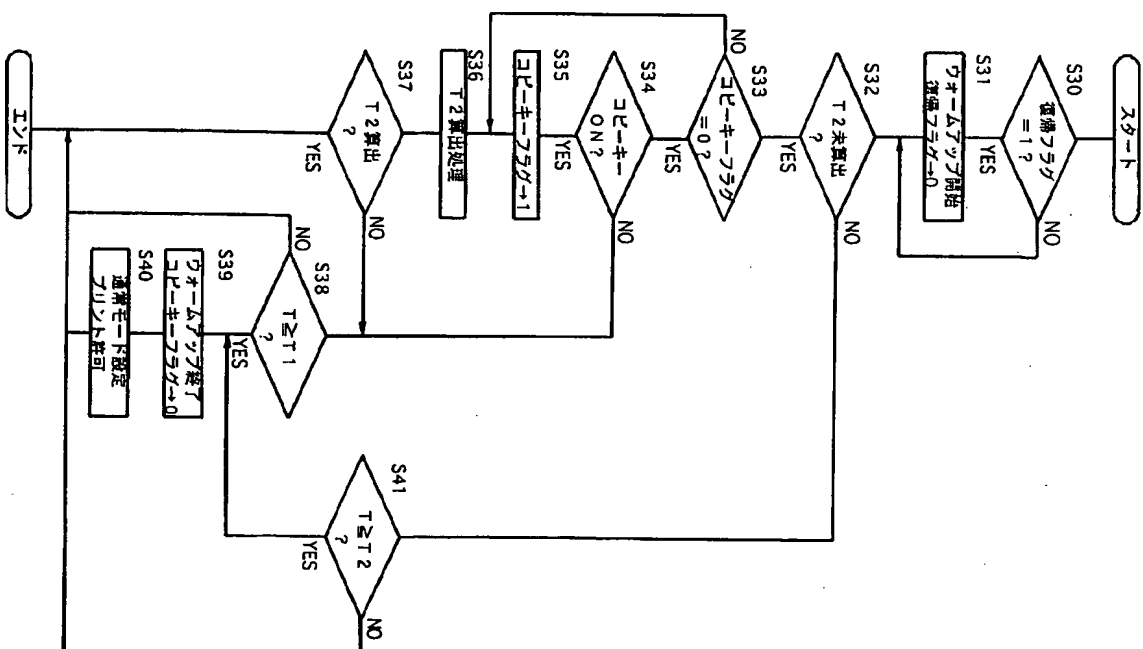 スタート
S30
復帰フラグ
=1?
NO
YES
S31
ウォームアップ開始
復帰フラグ→0
S32
T2未算出
?
NO
YES
S33
コピーキーフラグ
=0?
NO
YES
S34
コピーキー
ON?
NO
YES
S35
コピーキーフラグ→1
S36
T2算出処理
S37
T2算出
?
NO
YES
S38
T≧T1
?
NO
YES
S39
ウォームアップ終了
コピーキーフラグ→0
S40
通常モード設定
プリント許可
S41
T≧T2
?
NO
YES
エンド